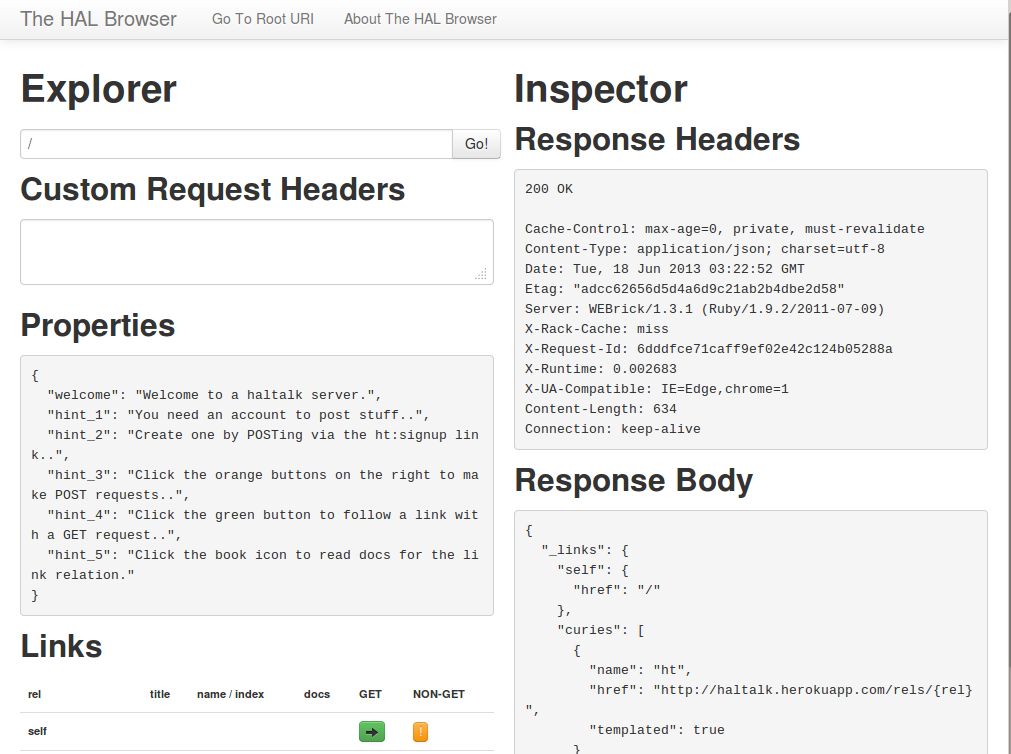 The HAL Browser Go To Root URI About The HAL Browser
Explorer
/ Go!
Custom Request Headers
Properties
{
  "welcome": "Welcome to a haltalk server.",
  "hint_1": "You need an account to post stuff..",
  "hint_2": "Create one by POSTing via the ht:signup lin
k..",
  "hint_3": "Click the orange buttons on the right to ma
ke POST requests..",
  "hint_4": "Click the green button to follow a link wit
h a GET request..",
  "hint_5": "Click the book icon to read docs for the li
nk relation."
}
Links
rel title name / index docs GET NON-GET
self !
Inspector
Response Headers
200 OK
Cache-Control: max-age=0, private, must-revalidate
Content-Type: application/json; charset=utf-8
Date: Tue, 18 Jun 2013 03:22:52 GMT
Etag: "adcc62656d5d4a6d9c21ab2b4dbe2d58"
Server: WEBrick/1.3.1 (Ruby/1.9.2/2011-07-09)
X-Rack-Cache: miss
X-Request-Id: 6dddfce71caff9ef02e42c124b05288a
X-Runtime: 0.002683
X-UA-Compatible: IE=Edge,chrome=1
Content-Length: 634
Connection: keep-alive
Response Body
{
  "_links": {
    "self": {
      "href": "/"
    },
    "curies": [
      {
        "name": "ht",
        "href": "http://haltalk.herokuapp.com/rels/{rel}
",
        "templated": true
      }